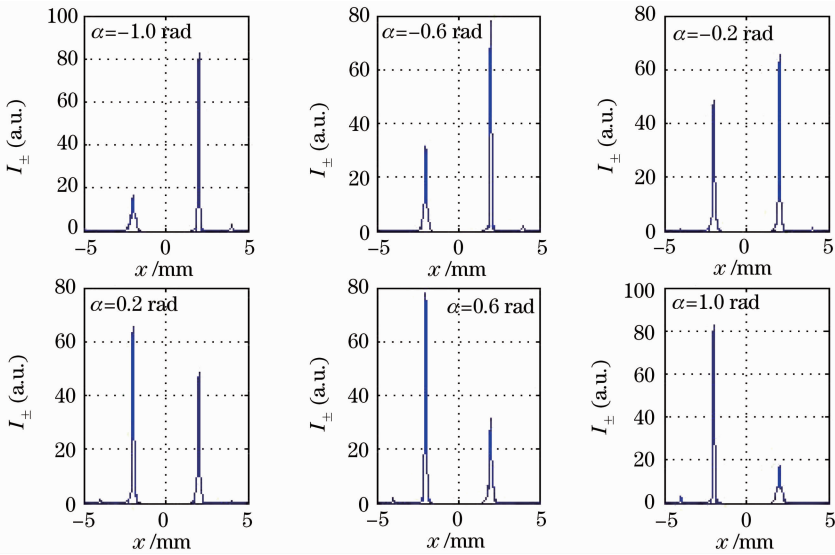 100 α=−1.0 rad
80
60
40
20
0
I± (a.u.)
−5 0 5
x/mm
80 α=−0.6 rad
60
40
20
0
I± (a.u.)
−5 0 5
x/mm
80 α=−0.2 rad
60
40
20
0
I± (a.u.)
−5 0 5
x/mm
80 α=0.2 rad
60
40
20
0
I± (a.u.)
−5 0 5
x/mm
80 α=0.6 rad
60
40
20
0
I± (a.u.)
−5 0 5
x/mm
100 α=1.0 rad
80
60
40
20
0
I± (a.u.)
−5 0 5
x/mm